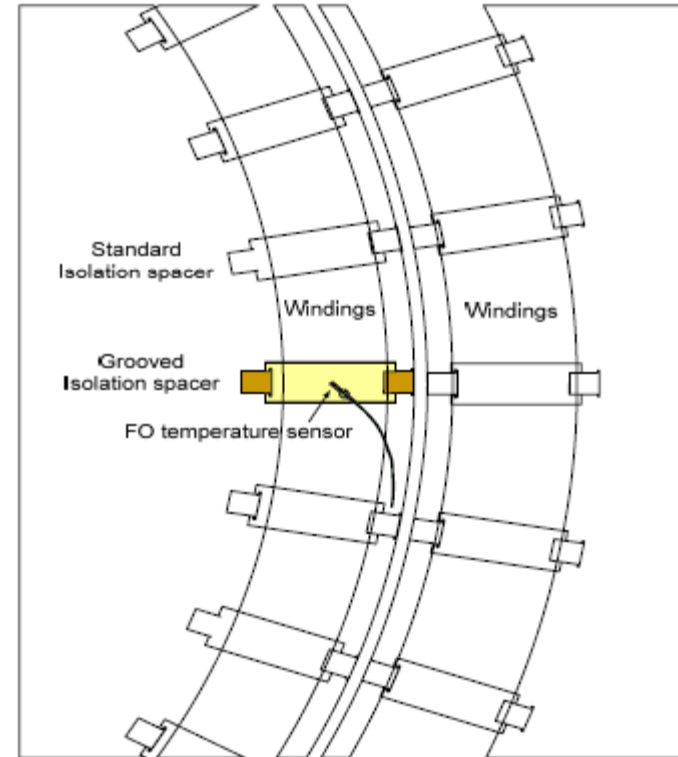 Standard
Isolation spacer
Windings
Windings
Grooved
Isolation spacer
FO temperature sensor